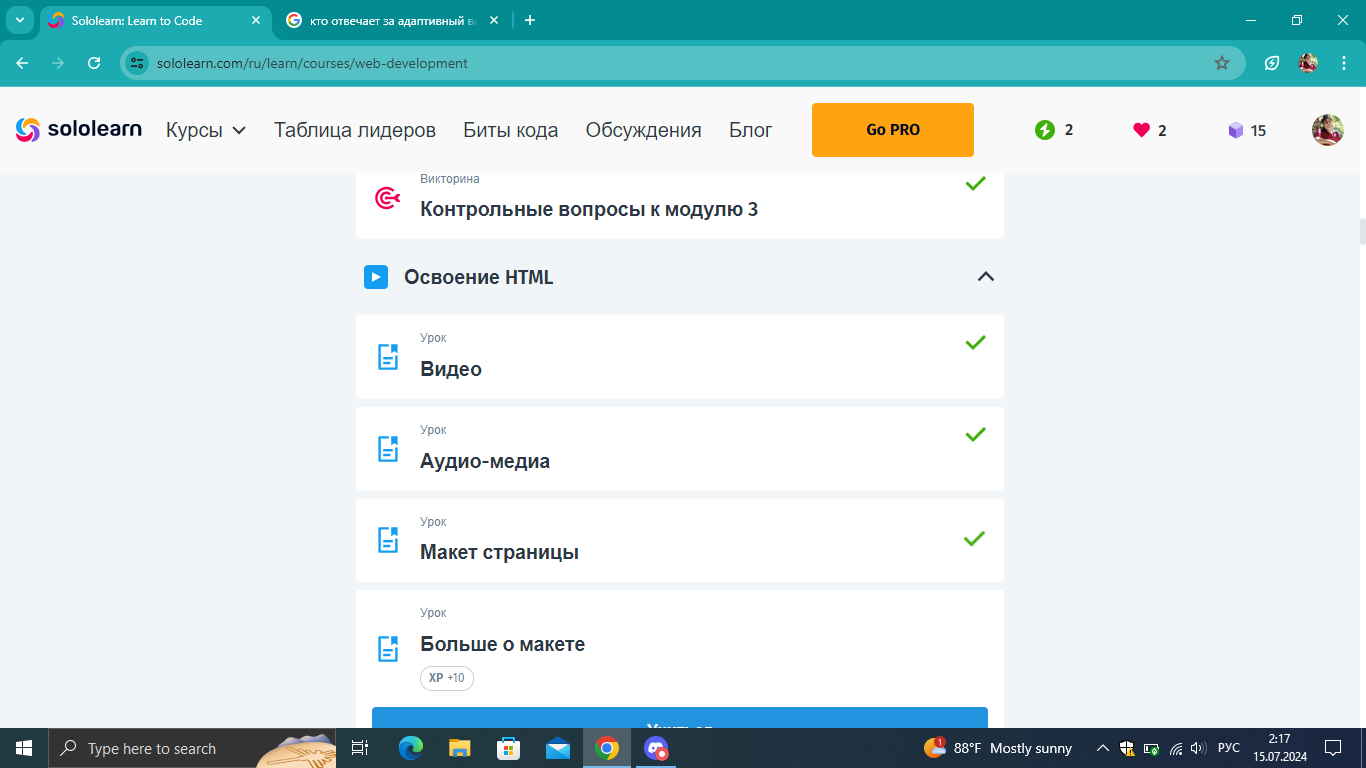 Sololearn: Learn to Code
кто отвечает за адаптивный
sololearn.com/ru/learn/courses/web-development
sololearn
Курсы
Таблица лидеров
Биты кода
Обсуждения
Блог
Go PRO
2
2
15
Викторина
Контрольные вопросы к модулю 3
Освоение HTML
Урок
Видео
Урок
Аудио-медиа
Урок
Макет страницы
Урок
Больше о макете
XP +10
Type here to search
1
88°F Mostly sunny
РУС
2:17
15.07.2024